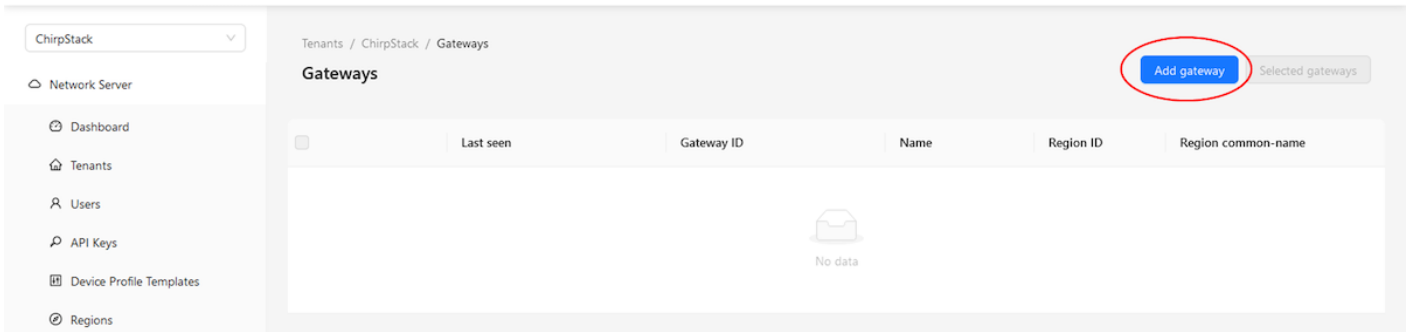 ChirpStack
Network Server
Dashboard
Tenants
Users
API Keys
Device Profile Templates
Regions
Tenants / ChirpStack / Gateways
Gateways
Add gateway
Selected gateways
Last seen Gateway ID Name Region ID Region common-name
No data